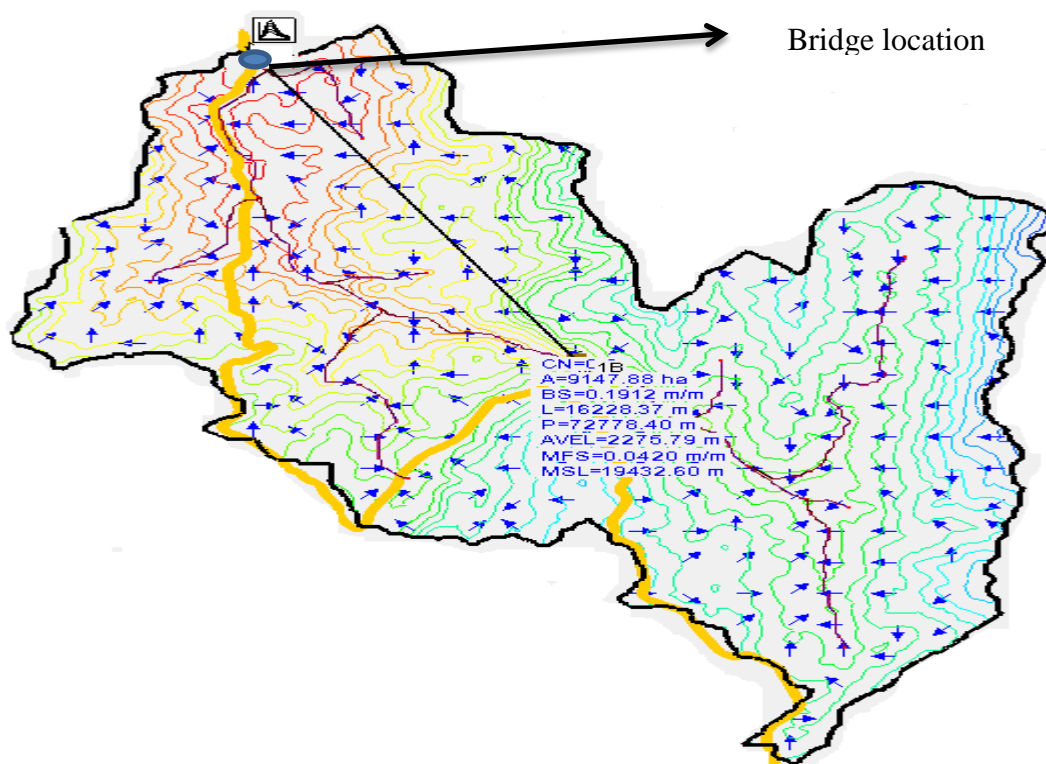 Bridge location
1B
A=9147.88 ha
BS=0.1912 m/m
L=16228.37 m
P=72778.40 m
AVEL=2275.79 m
MFS=0.0420 m/m
MSL=19432.60 m